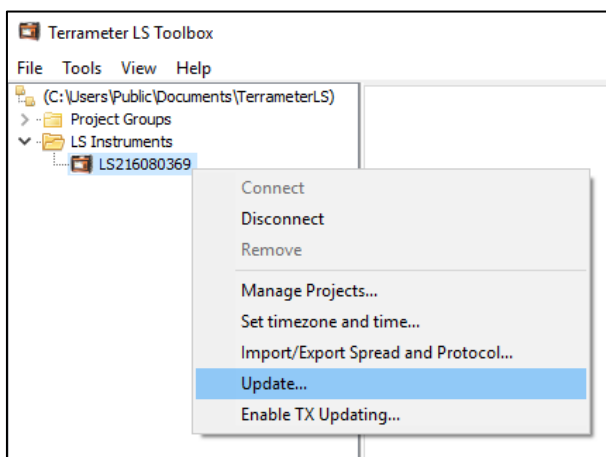 Terrameter LS Toolbox
File Tools View Help
(C:\Users\Public\Documents\TerrameterLS)
Project Groups
LS Instruments
LS216080369
Connect
Disconnect
Remove
Manage Projects...
Set timezone and time...
Import/Export Spread and Protocol...
Update...
Enable TX Updating...